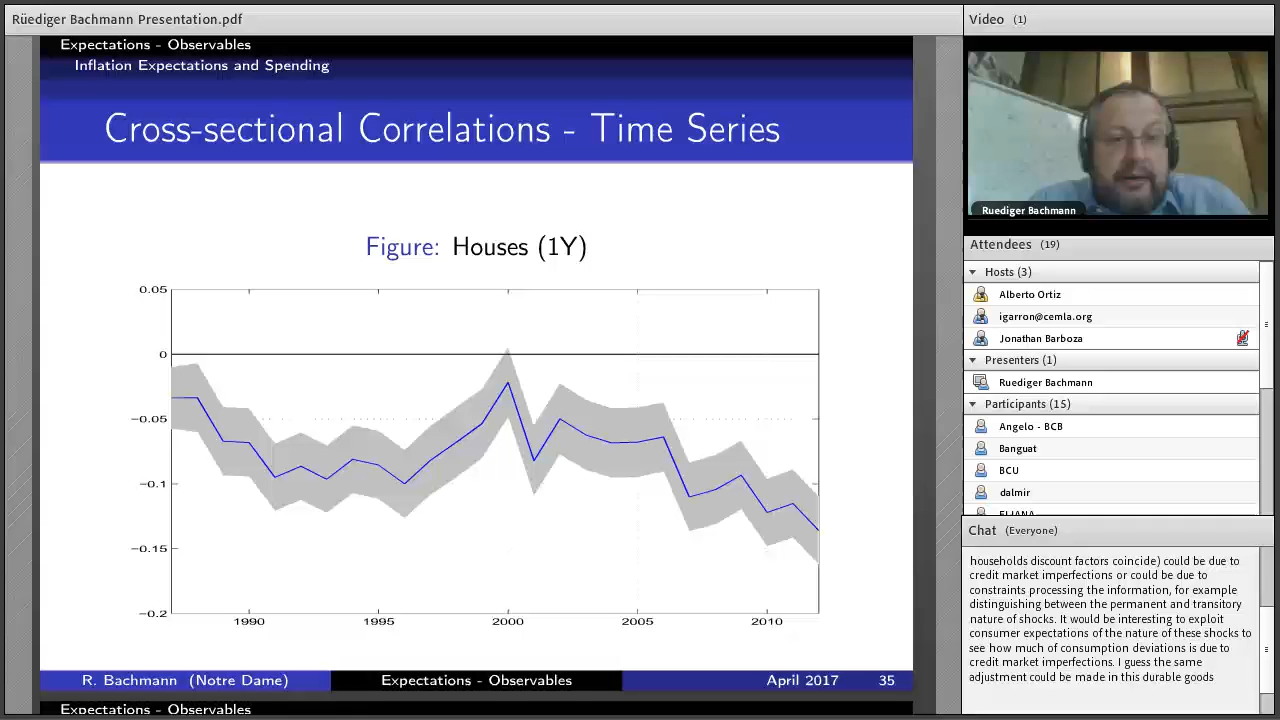 Rüediger Bachmann Presentation.pdf
Expectations - Observables
Inflation Expectations and Spending
Cross-sectional Correlations - Time Series
Figure: Houses (1Y)
0.05
0
−0.05
−0.1
−0.15
−0.2
1990
1995
2000
2005
2010
R. Bachmann (Notre Dame)
Expectations - Observables
April 2017
35
Expectations - Observables
Video (1)
Ruediger Bachmann
Attendees (19)
Hosts (3)
Alberto Ortiz
igarron@cemla.org
Jonathan Barboza
Presenters (1)
Ruediger Bachmann
Participants (15)
Angelo - BCB
Banguat
BCU
dalmir
Chat (Everyone)
households discount factors coincide) could be due to
credit market imperfections or could be due to
constraints processing the information, for example
distinguishing between the permanent and transitory
nature of shocks. It would be interesting to exploit
consumer expectations of the nature of these shocks to
see how much of consumption deviations is due to
credit market imperfections. I guess the same
adjustment could be made in this durable goods